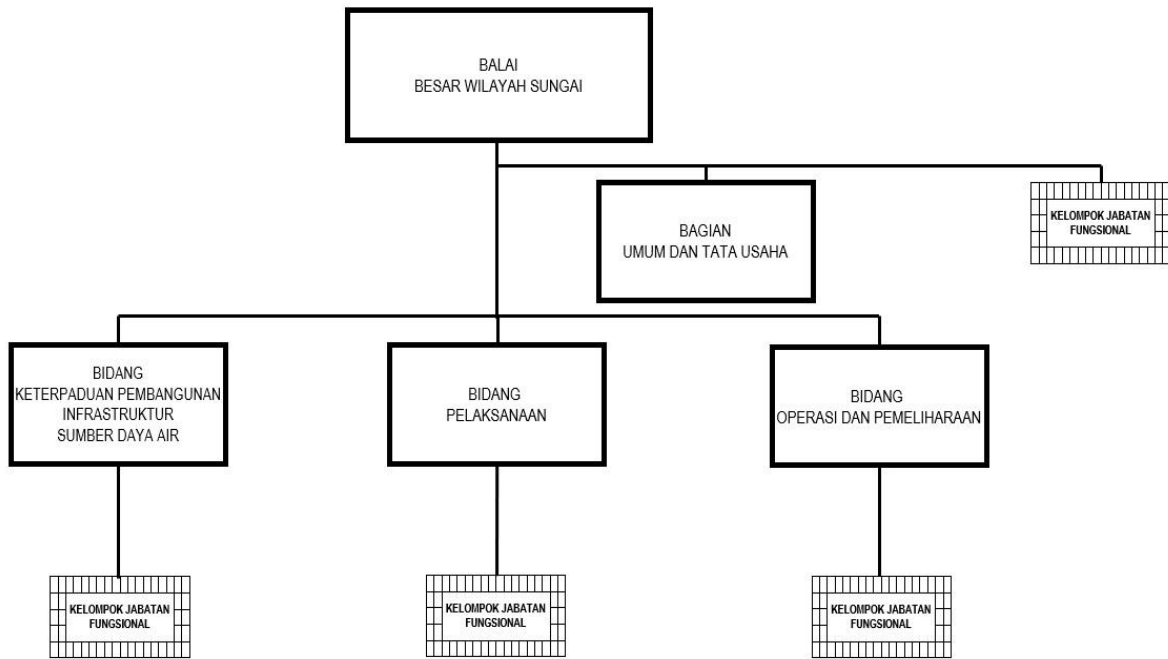 BALAI
BESAR WILAYAH SUNGAI
BAGIAN
UMUM DAN TATA USAHA
KELOMPOK JABATAN
FUNGSIONAL
BIDANG
KETERPADUAN PEMBANGUNAN
INFRASTRUKTUR
SUMBER DAYA AIR
BIDANG
PELAKSANAAN
BIDANG
OPERASI DAN PEMELIHARAAN
KELOMPOK JABATAN
FUNGSIONAL
KELOMPOK JABATAN
FUNGSIONAL
KELOMPOK JABATAN
FUNGSIONAL